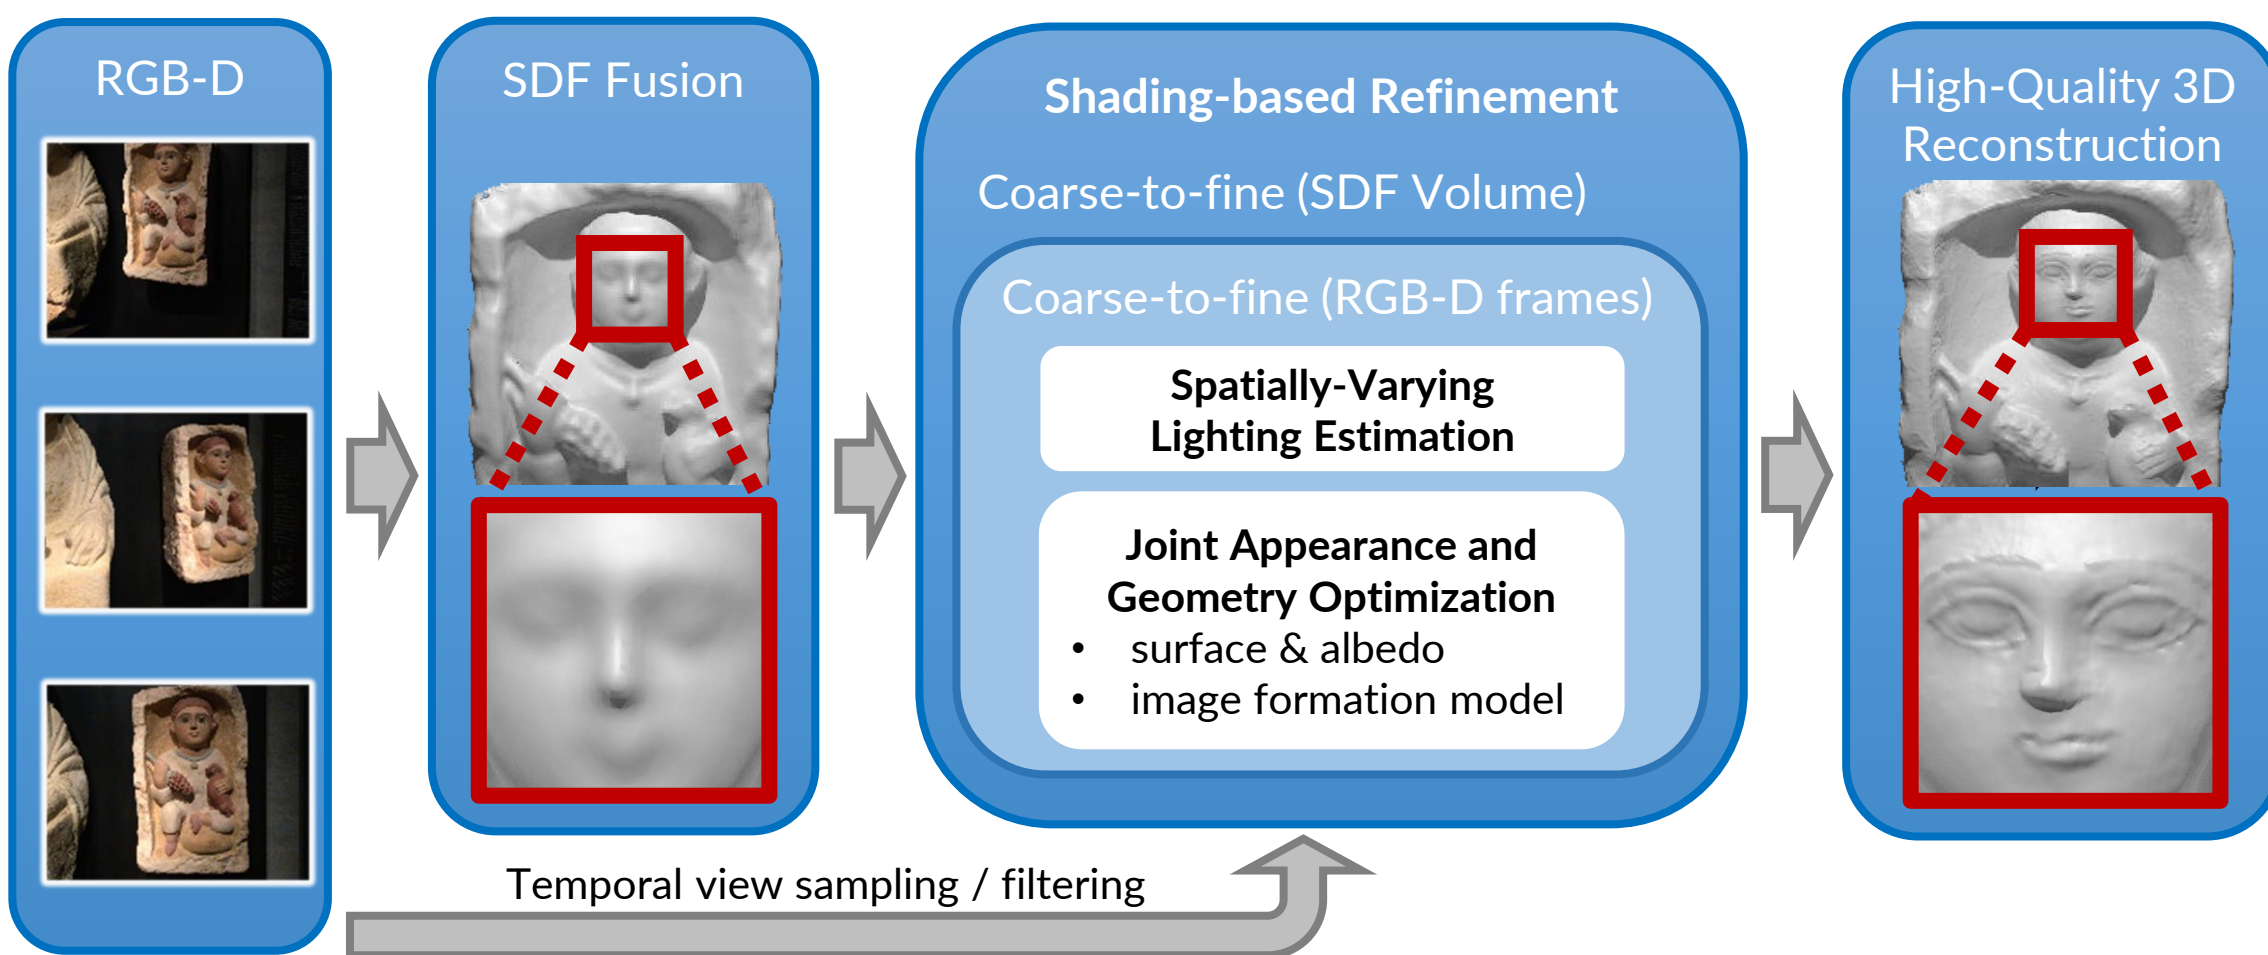 RGB-D
SDF Fusion
Shading-based Refinement
Coarse-to-fine (SDF Volume)
Coarse-to-fine (RGB-D frames)
Spatially-Varying
Lighting Estimation
Joint Appearance and
Geometry Optimization
• surface & albedo
• image formation model
High-Quality 3D
Reconstruction
Temporal view sampling / filtering